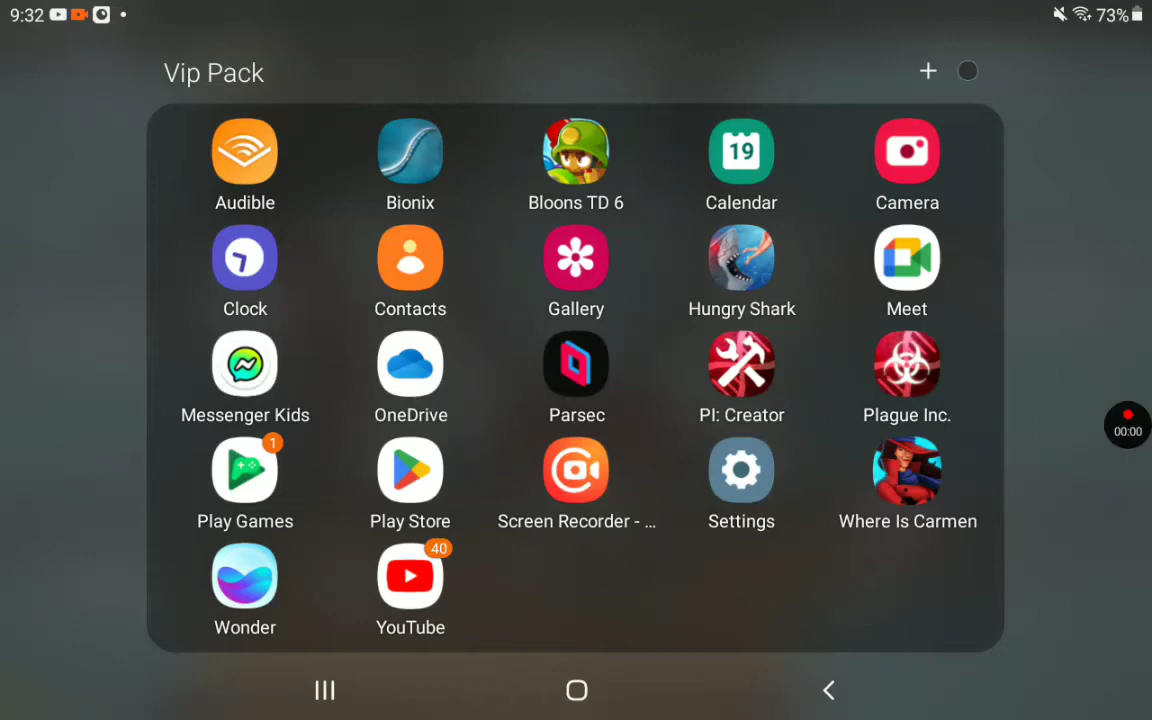 9:32
73%
Vip Pack
19
Audible
Bionix
Bloons TD 6
Calendar
Camera
Clock
Contacts
Gallery
Hungry Shark
Meet
Messenger Kids
OneDrive
Parsec
PI: Creator
Plague Inc.
1
Play Games
Play Store
Screen Recorder - ...
Settings
Where Is Carmen
40
Wonder
YouTube
00:00